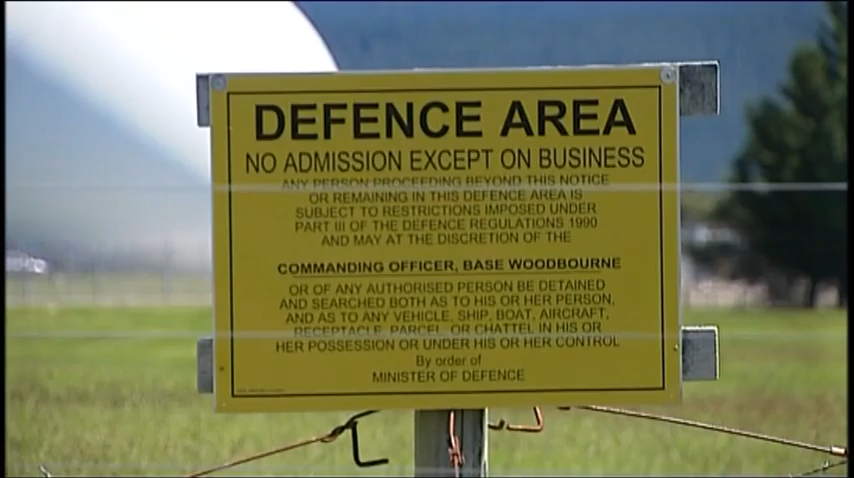 DEFENCE AREA
NO ADMISSION EXCEPT ON BUSINESS
ANY PERSON PROCEEDING BEYOND THIS NOTICE
OR REMAINING IN THIS DEFENCE AREA IS
SUBJECT TO RESTRICTIONS IMPOSED UNDER
PART III OF THE DEFENCE REGULATIONS 1990
AND MAY AT THE DISCRETION OF THE
COMMANDING OFFICER, BASE WOODBOURNE
OR OF ANY AUTHORISED PERSON BE DETAINED
AND SEARCHED BOTH AS TO HIS OR HER PERSON,
AND AS TO ANY VEHICLE, SHIP, BOAT, AIRCRAFT,
RECEPTACLE, PARCEL, OR CHATTEL IN HIS OR
HER POSSESSION OR UNDER HIS OR HER CONTROL
By order of
MINISTER OF DEFENCE